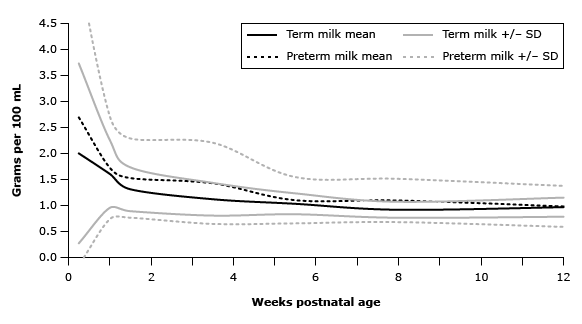 4.5
Term milk mean
Term milk +/– SD
Preterm milk mean
Preterm milk +/– SD
4.0
3.5
3.0
2.5
2.0
1.5
1.0
0.5
0.0
Grams per 100 mL
0 2 4 6 8 10 12
Weeks postnatal age